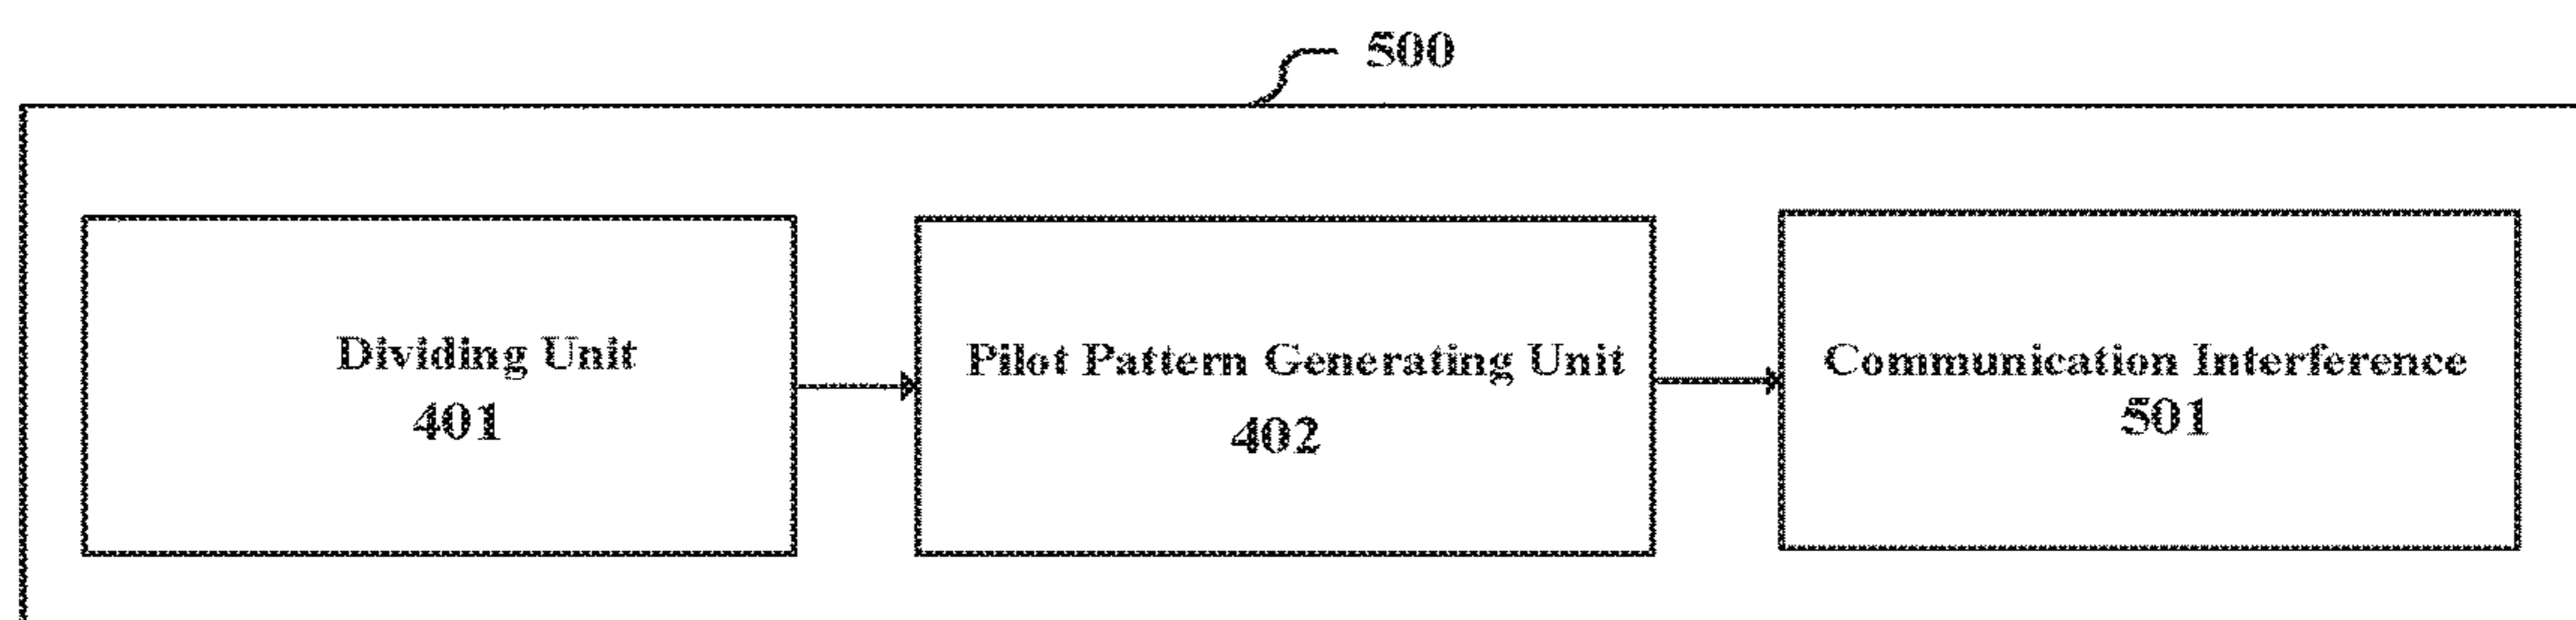 500
Dividing Unit
401
Pilot Pattern Generating Unit
402
Communication Interference
501